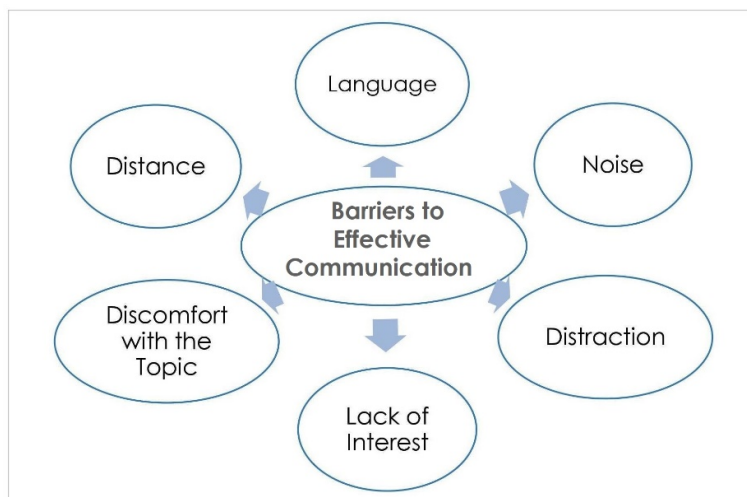 Language
Distance
Noise
Barriers to
Effective
Communication
Discomfort
with the
Topic
Distraction
Lack of
Interest